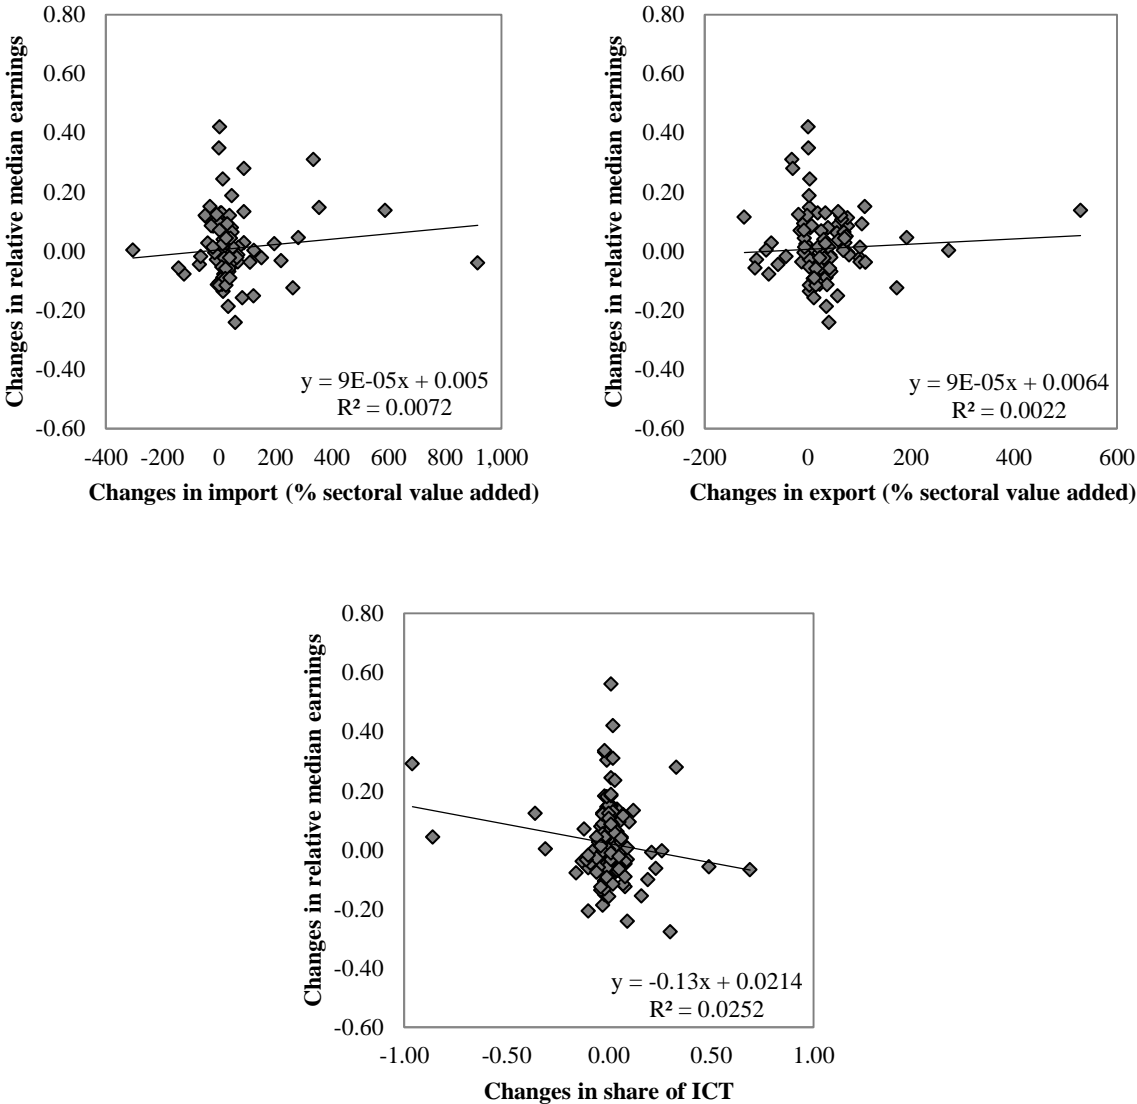 Changes in relative median earnings
0.80
0.60
0.40
0.20
0.00
-0.20
-0.40
-0.60
y = 9E-05x + 0.005
R² = 0.0072
-400 -200 0 200 400 600 800 1,000
Changes in import (% sectoral value added)
Changes in relative median earnings
0.80
0.60
0.40
0.20
0.00
-0.20
-0.40
-0.60
y = 9E-05x + 0.0064
R² = 0.0022
-200 0 200 400 600
Changes in export (% sectoral value added)
Changes in relative median earnings
0.80
0.60
0.40
0.20
0.00
-0.20
-0.40
-0.60
y = -0.13x + 0.0214
R² = 0.0252
-1.00 -0.50 0.00 0.50 1.00
Changes in share of ICT